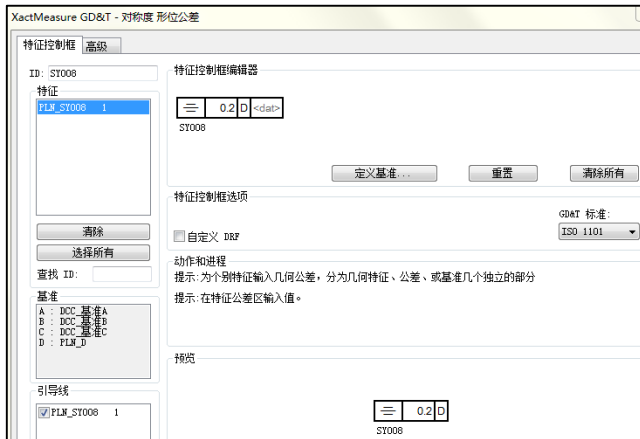 XactMeasure GD&T - 对称度 形位公差
特征控制框 高级
ID: SY008
特征
PLN_SY008 1
清除
选择所有
查找 ID:
基准
A : DCC_基准A
B : DCC_基准B
C : DCC_基准C
D : PLN_D
引导线
PLN_SY008 1
特征控制框编辑器
0.2 D <dat>
SY008
定义基准... 重置 清除所有
特征控制框选项
GD&T 标准:
自定义 DRF
ISO 1101
动作和进程
提示:为个别特征输入几何公差，分为几何特征、公差、或基准几个独立的部分
提示:在特征公差区输入值。
预览
0.2 D
SY008